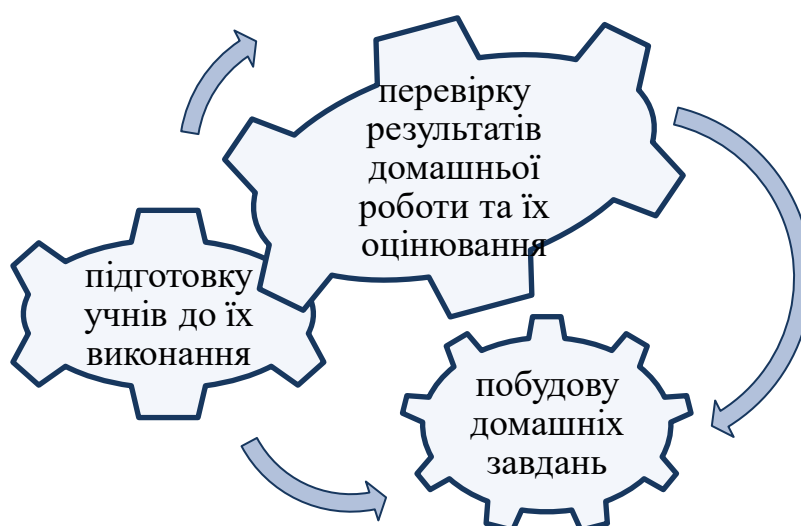 перевірку
результатів
домашньої
роботи та їх
оцінювання
підготовку
учнів до їх
виконання
побудову
домашніх
завдань